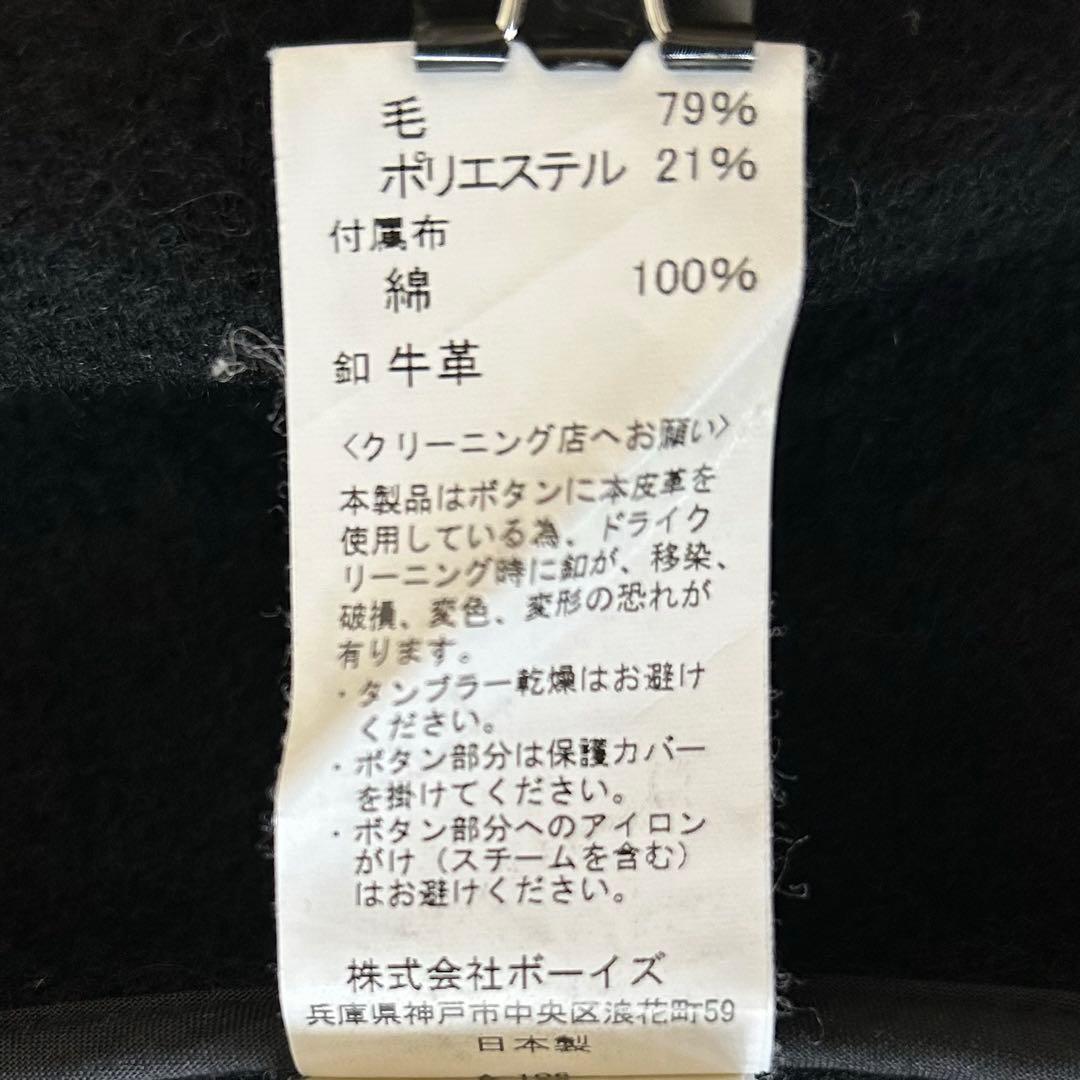 毛 79%
ポリエステル 21%
付属布
綿 100%
釦 牛革
〈クリーニング店へお願い〉
本製品はボタンに本皮革を
使用している為、ドライク
リーニング時に釦が、移染、
破損、変色、変形の恐れが
有ります。
・タンブラー乾燥はお避け
ください。
・ボタン部分は保護カバー
を掛けてください。
・ボタン部分へのアイロン
がけ（スチームを含む）
はお避けください。
株式会社ボーイズ
兵庫県神戸市中央区浪花町59
日本製